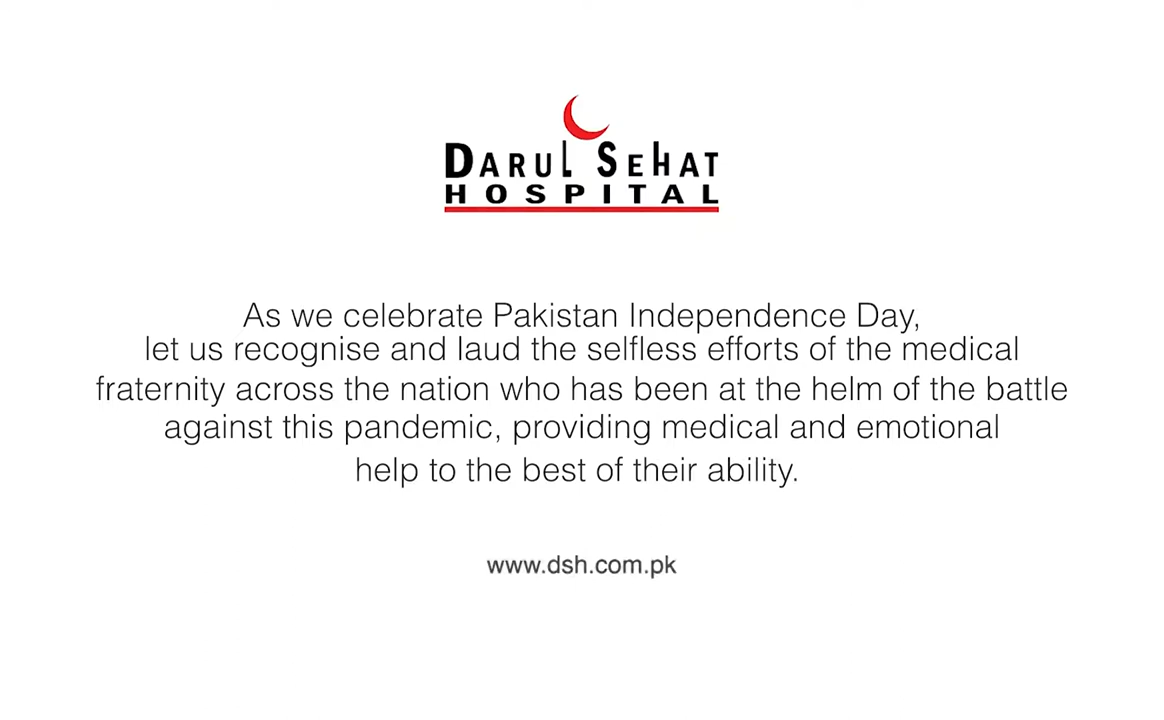 DARUL SEHAT
HOSPITAL
As we celebrate Pakistan Independence Day,
let us recognise and laud the selfless efforts of the medical
fraternity across the nation who has been at the helm of the battle
against this pandemic, providing medical and emotional
help to the best of their ability.
www.dsh.com.pk